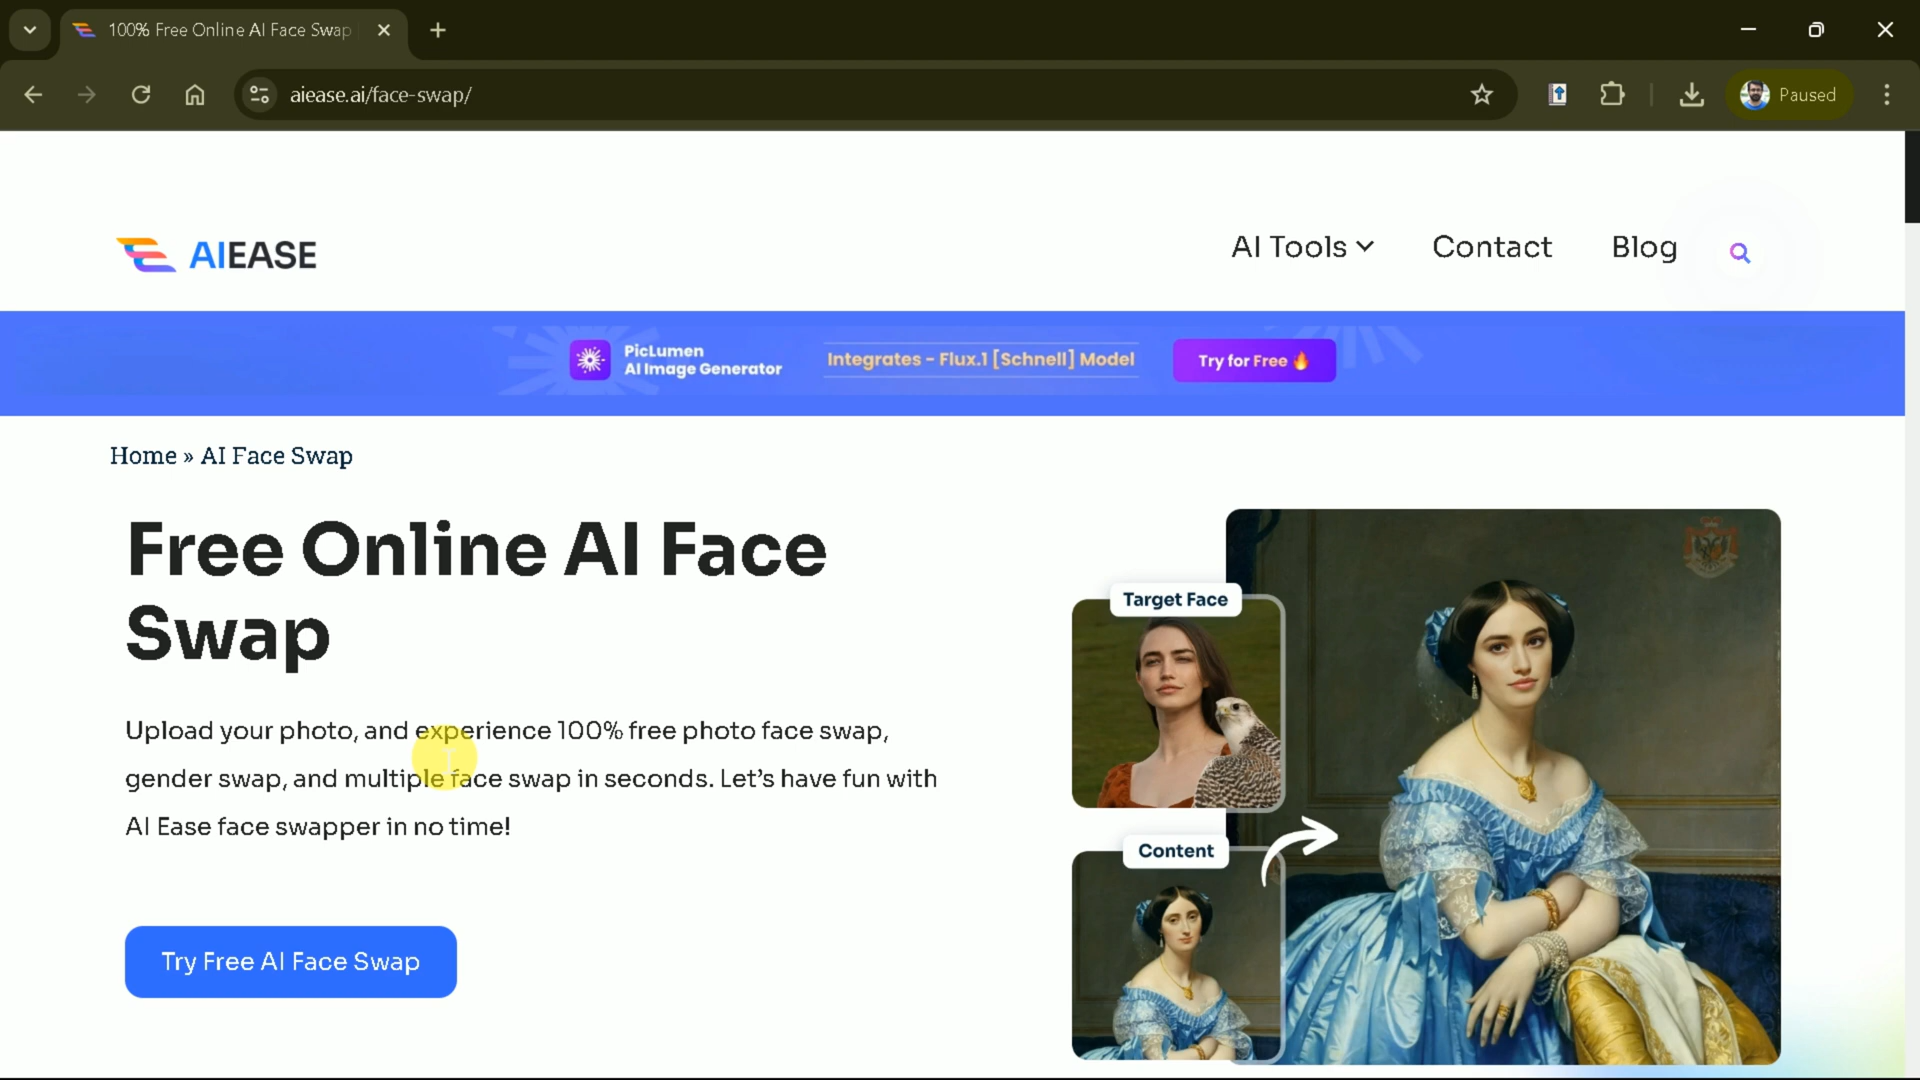 100% Free Online AI Face Swap
aiease.ai/face-swap/
Paused
AIEASE
AI Tools
Contact
Blog
PicLumen
AI Image Generator
Integrates - Flux.1 [Schnell] Model
Try for Free
Home » AI Face Swap
Free Online AI Face
Swap
Upload your photo, and experience 100% free photo face swap,
gender swap, and multiple face swap in seconds. Let’s have fun with
AI Ease face swapper in no time!
Try Free AI Face Swap
Target Face
Content